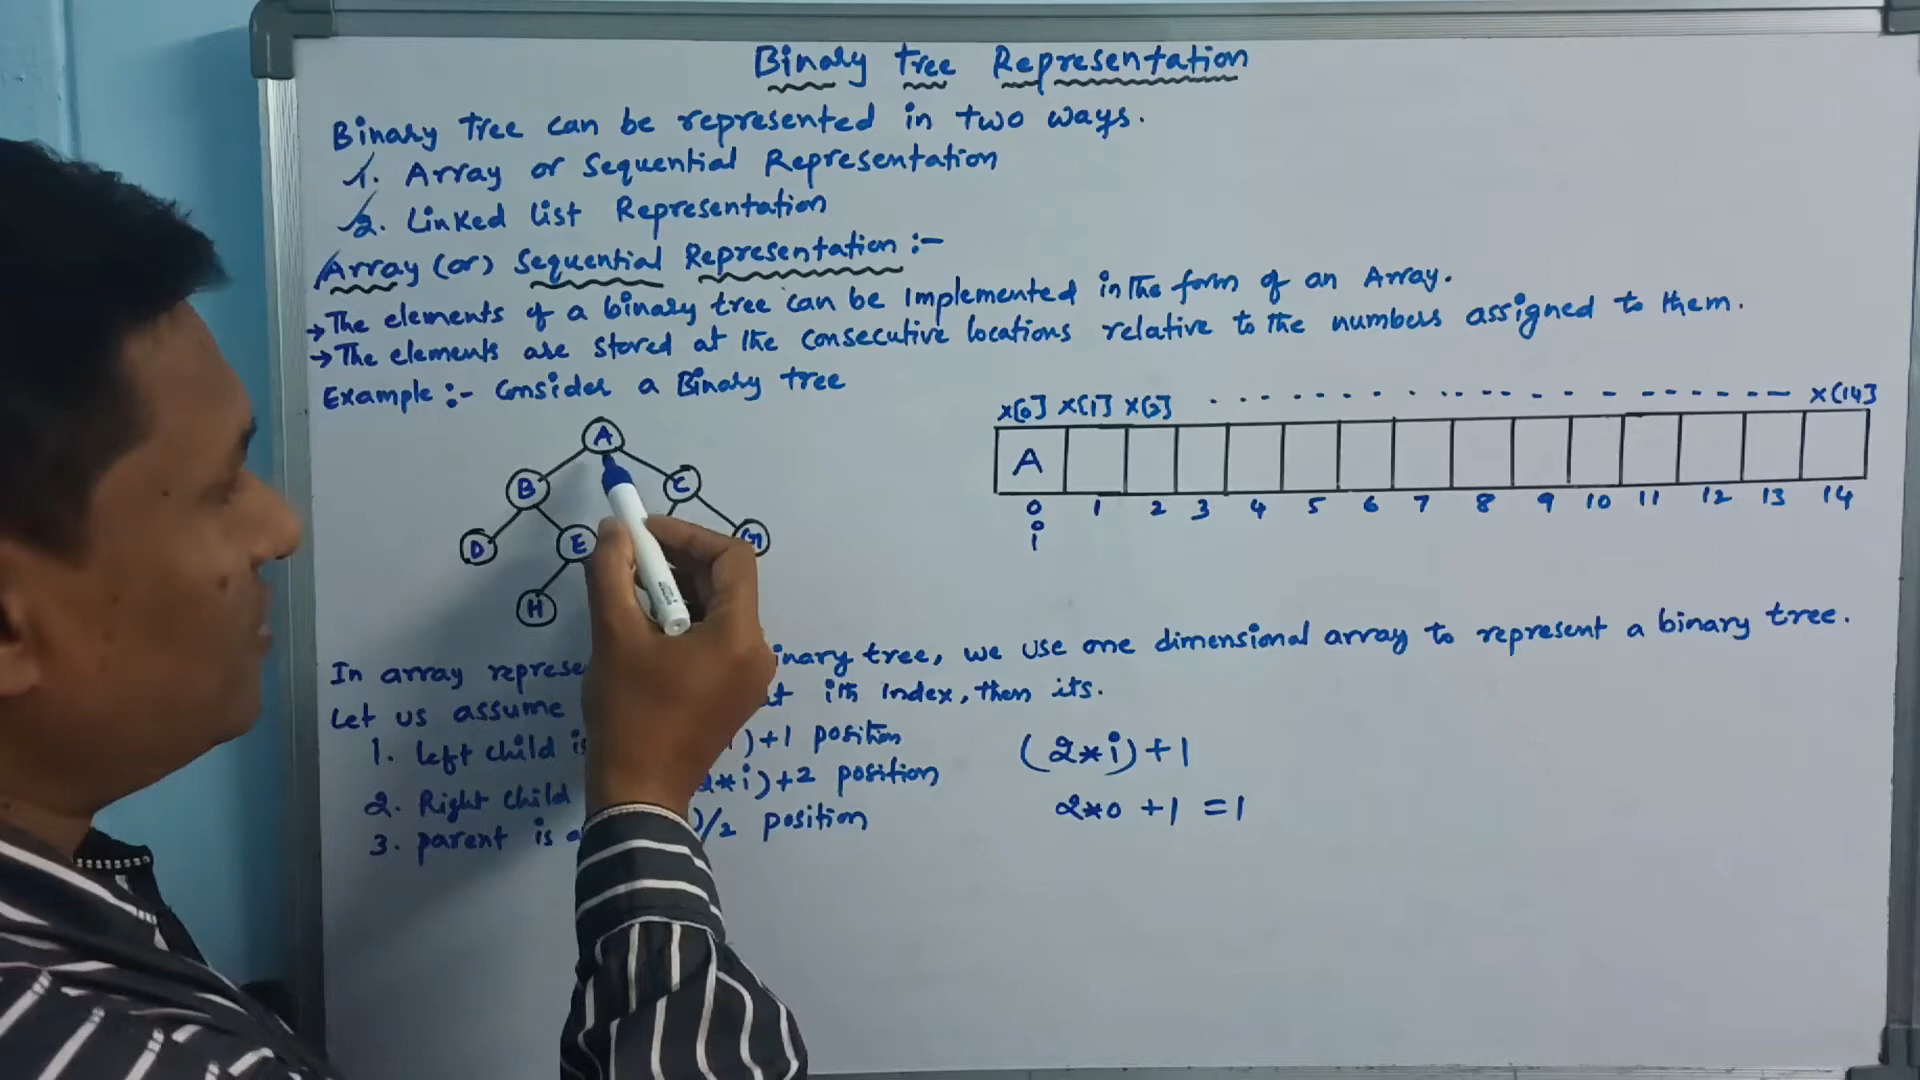 Binary Tree Representation
Binary Tree can be represented in two ways.
1. Array or Sequential Representation
2. Linked List Representation
Array (or) Sequential Representation :-
→ The elements of a binary tree can be Implemented in the form of an Array.
→ The elements are stored at the consecutive locations relative to the numbers assigned to them.
Example :- Consider a Binary tree
x[0] x[1] x[2] . . . . . . - - - - - - - - - x[14]
A
A
B C
0 1 2 3 4 5 6 7 8 9 10 11 12 13 14
i
D E G
H
In array inary tree, we use one dimensional array to represent a binary tree.
Let us assume ith Index, then its.
1. left child )+1 position
2. Right child *i)+2 position
3. parent is )/2 position
(2*i)+1
2*0 +1 =1